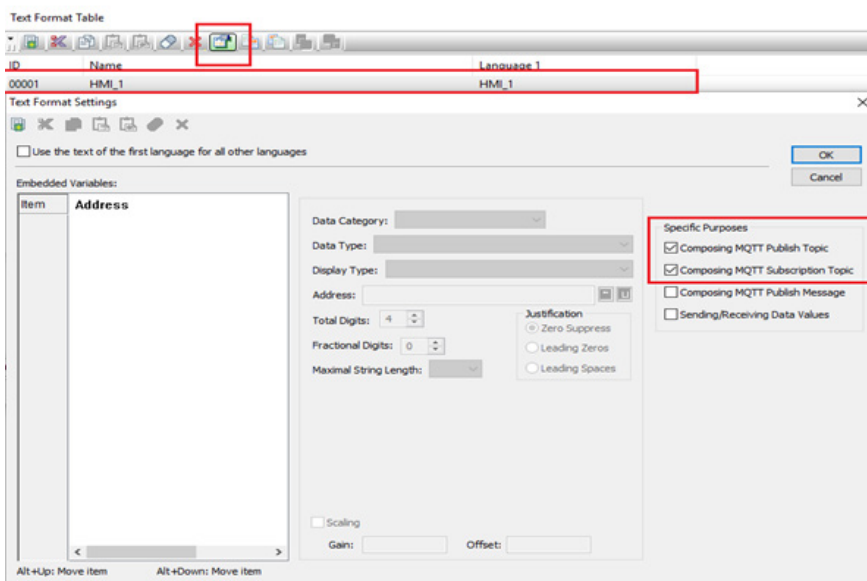 Text Format Table
ID Name Language 1
00001 HMI_1 HMI_1
Text Format Settings
Use the text of the first language for all other languages
OK
Cancel
Embedded Variables:
Item Address
Data Category:
Data Type:
Display Type:
Address:
Total Digits: 4
Fractional Digits: 0
Maximal String Length:
Justification
Zero Suppress
Leading Zeros
Leading Spaces
Specific Purposes
Composing MQTT Publish Topic
Composing MQTT Subscription Topic
Composing MQTT Publish Message
Sending/Receiving Data Values
Scaling
Gain: Offset:
Alt+Up: Move item Alt+Down: Move item